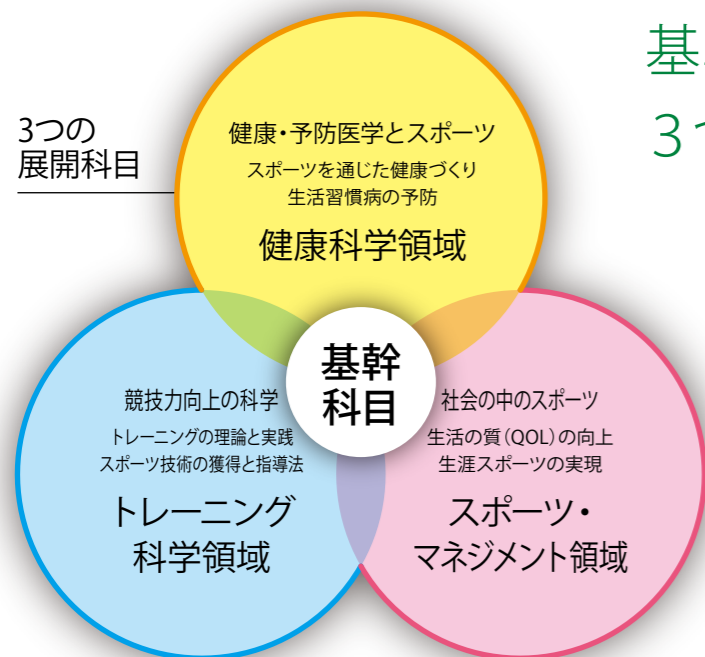 基
3つ
3つの
展開科目
健康・予防医学とスポーツ
スポーツを通じた健康づくり
生活習慣病の予防
健康科学領域
基幹
科目
競技力向上の科学
トレーニングの理論と実践
スポーツ技術の獲得と指導法
トレーニング
科学領域
社会の中のスポーツ
生活の質(QOL)の向上
生涯スポーツの実現
スポーツ・
マネジメント領域